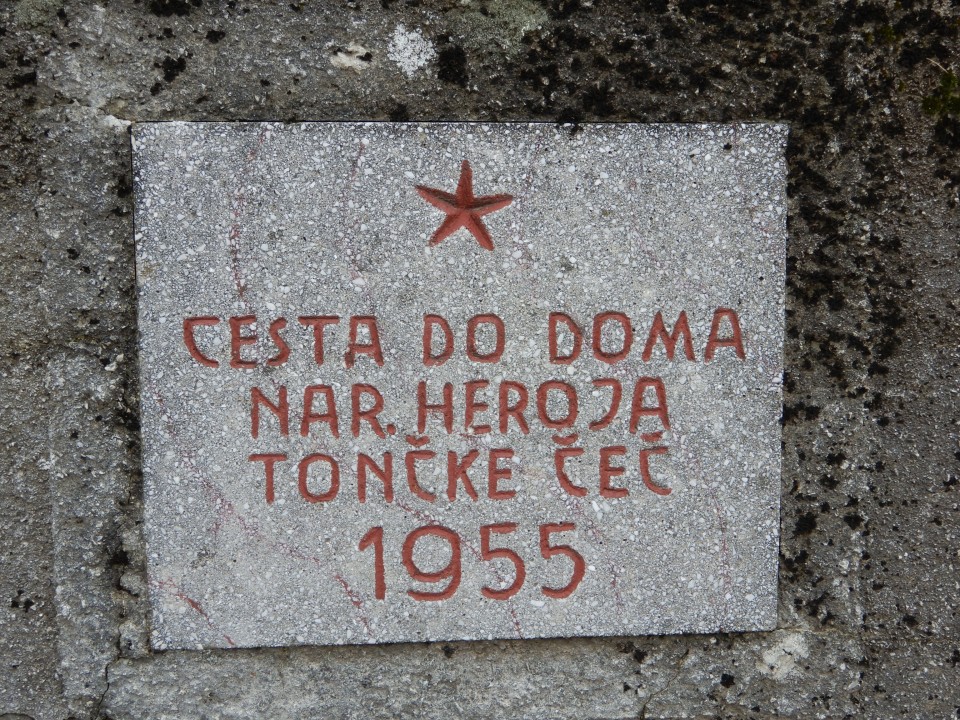 CESTA DO DOMA
NAR. HEROJA
TONČKE ČEČ
1955